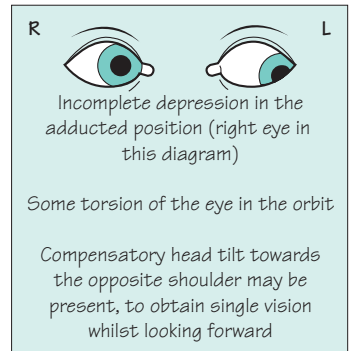 R L
Incomplete depression in the
adducted position (right eye in
this diagram)
Some torsion of the eye in the orbit
Compensatory head tilt towards
the opposite shoulder may be
present, to obtain single vision
whilst looking forward